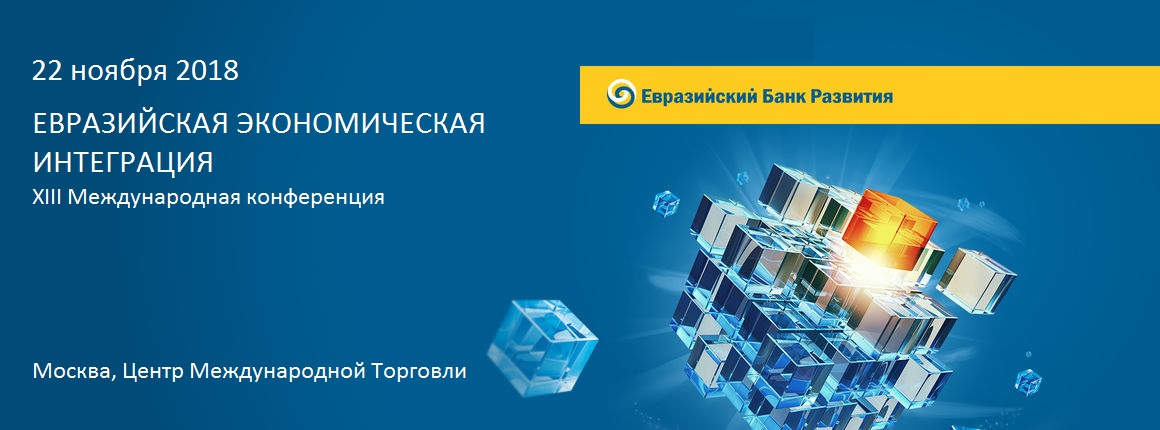 22 ноября 2018
ЕВРАЗИЙСКАЯ ЭКОНОМИЧЕСКАЯ
ИНТЕГРАЦИЯ
XIII Международная конференция
Евразийский Банк Развития
Москва, Центр Международной Торговли